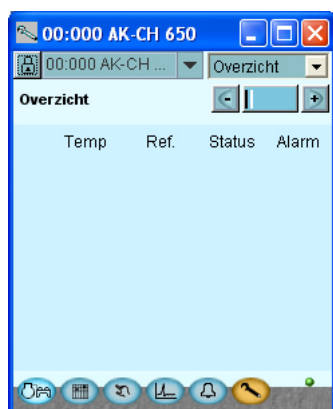 00:000 AK-CH 650
00:000 AK-CH ... Overzicht
Overzicht
Temp Ref. Status Alarm